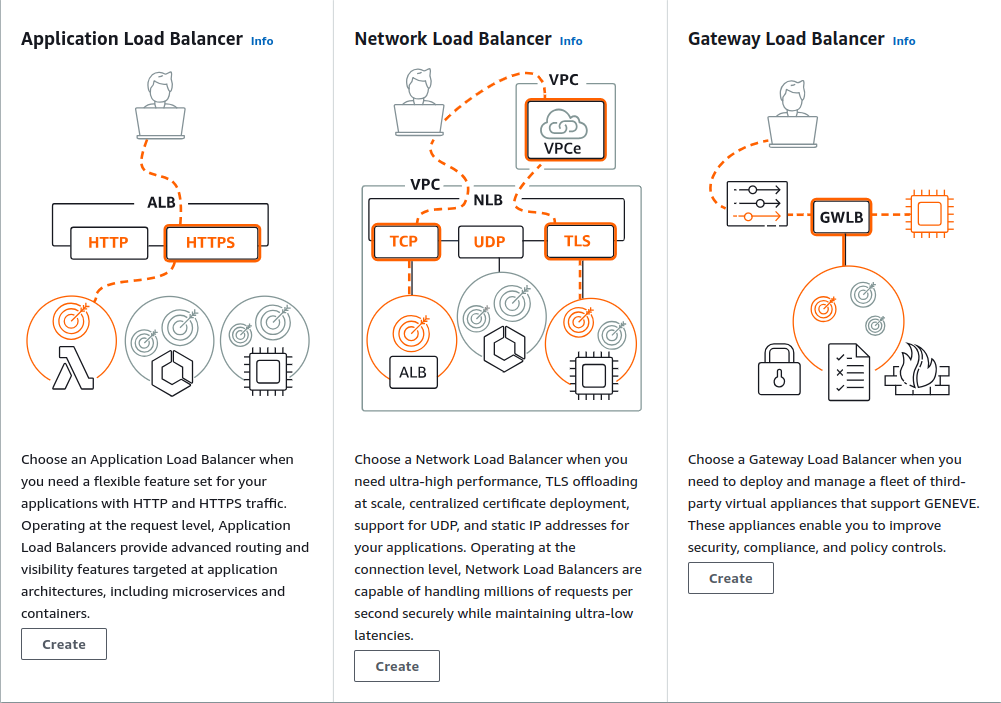 Application Load Balancer Info
ALB
HTTP HTTPS
Choose an Application Load Balancer when
you need a flexible feature set for your
applications with HTTP and HTTPS traffic.
Operating at the request level, Application
Load Balancers provide advanced routing and
visibility features targeted at application
architectures, including microservices and
containers.
Create
Network Load Balancer Info
VPC
VPCe
VPC
NLB
TCP UDP TLS
ALB
Choose a Network Load Balancer when you
need ultra-high performance, TLS offloading
at scale, centralized certificate deployment,
support for UDP, and static IP addresses for
your applications. Operating at the
connection level, Network Load Balancers are
capable of handling millions of requests per
second securely while maintaining ultra-low
latencies.
Create
Gateway Load Balancer Info
GWLB
Choose a Gateway Load Balancer when you
need to deploy and manage a fleet of third-
party virtual appliances that support GENEVE.
These appliances enable you to improve
security, compliance, and policy controls.
Create